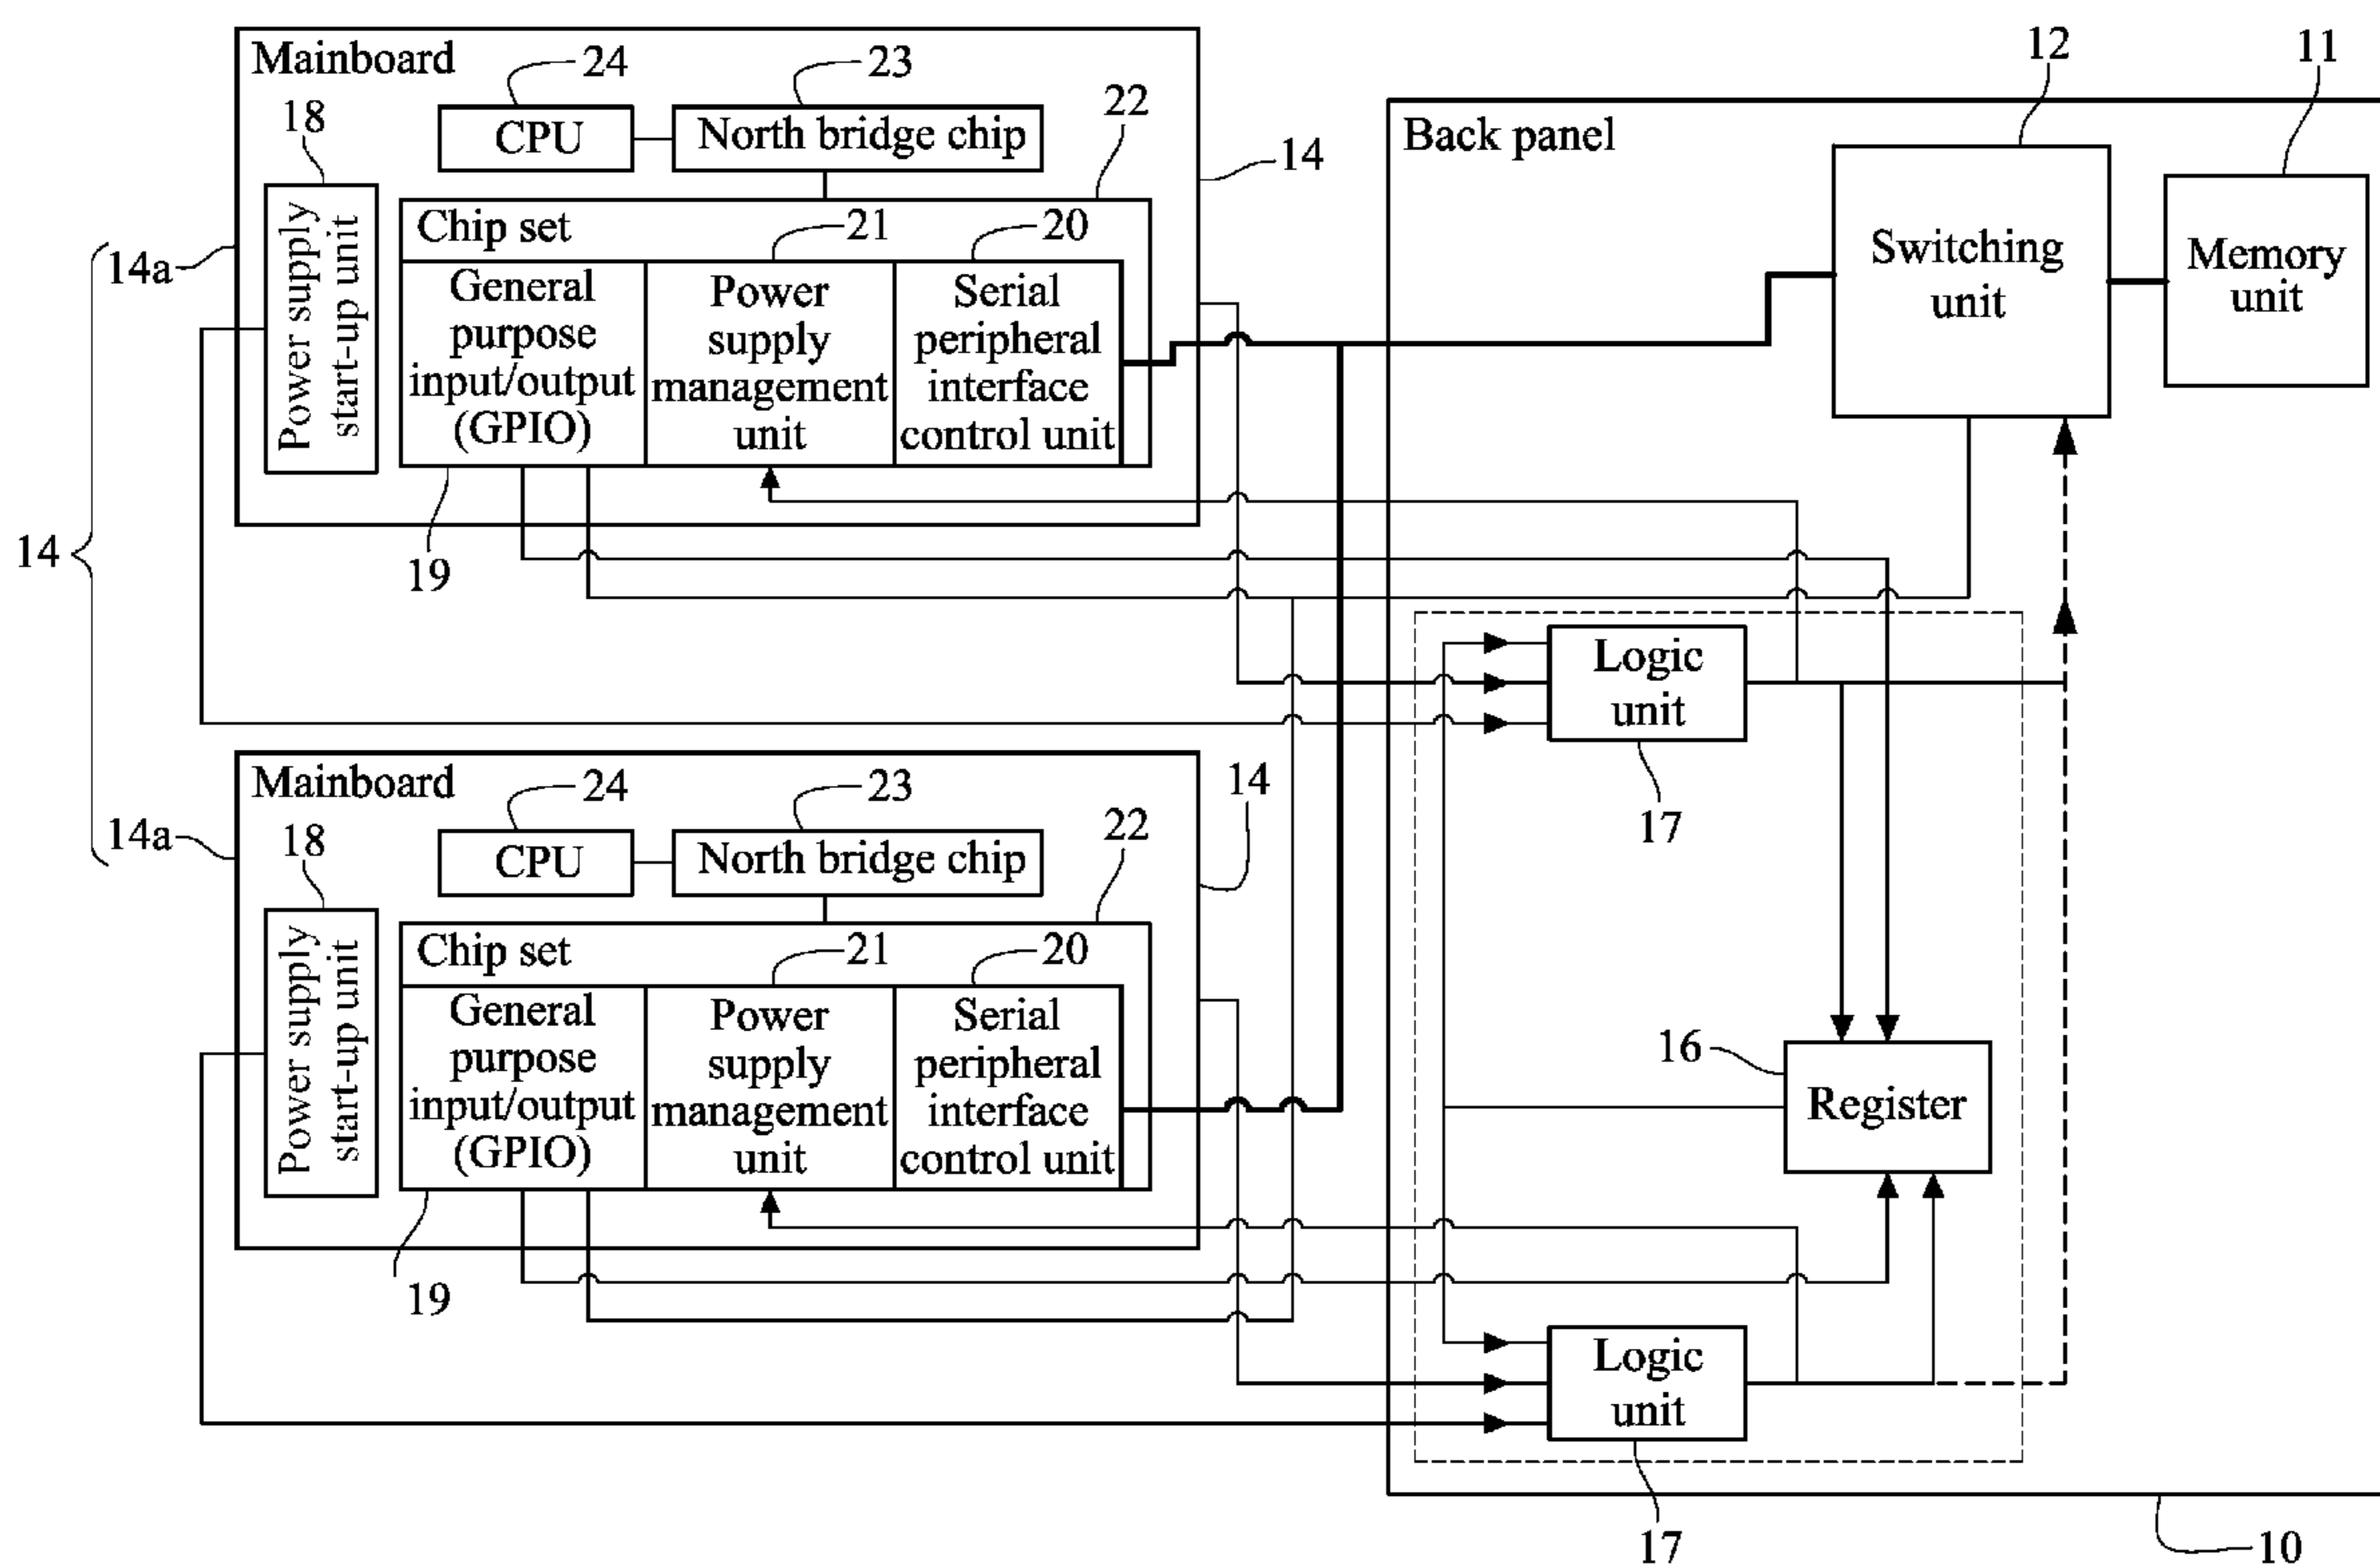 Mainboard
24
23
18
CPU
North bridge chip
22
14
Chip set
21
20
14a
Power supply
start-up unit
General
purpose
input/output
(GPIO)
Power
supply
management
unit
Serial
peripheral
interface
control unit
19
14
Mainboard
24
23
14
14a
18
CPU
North bridge chip
22
Chip set
21
20
Power supply
start-up unit
General
purpose
input/output
(GPIO)
Power
supply
management
unit
Serial
peripheral
interface
control unit
19
12
11
Back panel
Switching
unit
Memory
unit
Logic
unit
17
16
Register
Logic
unit
17
10